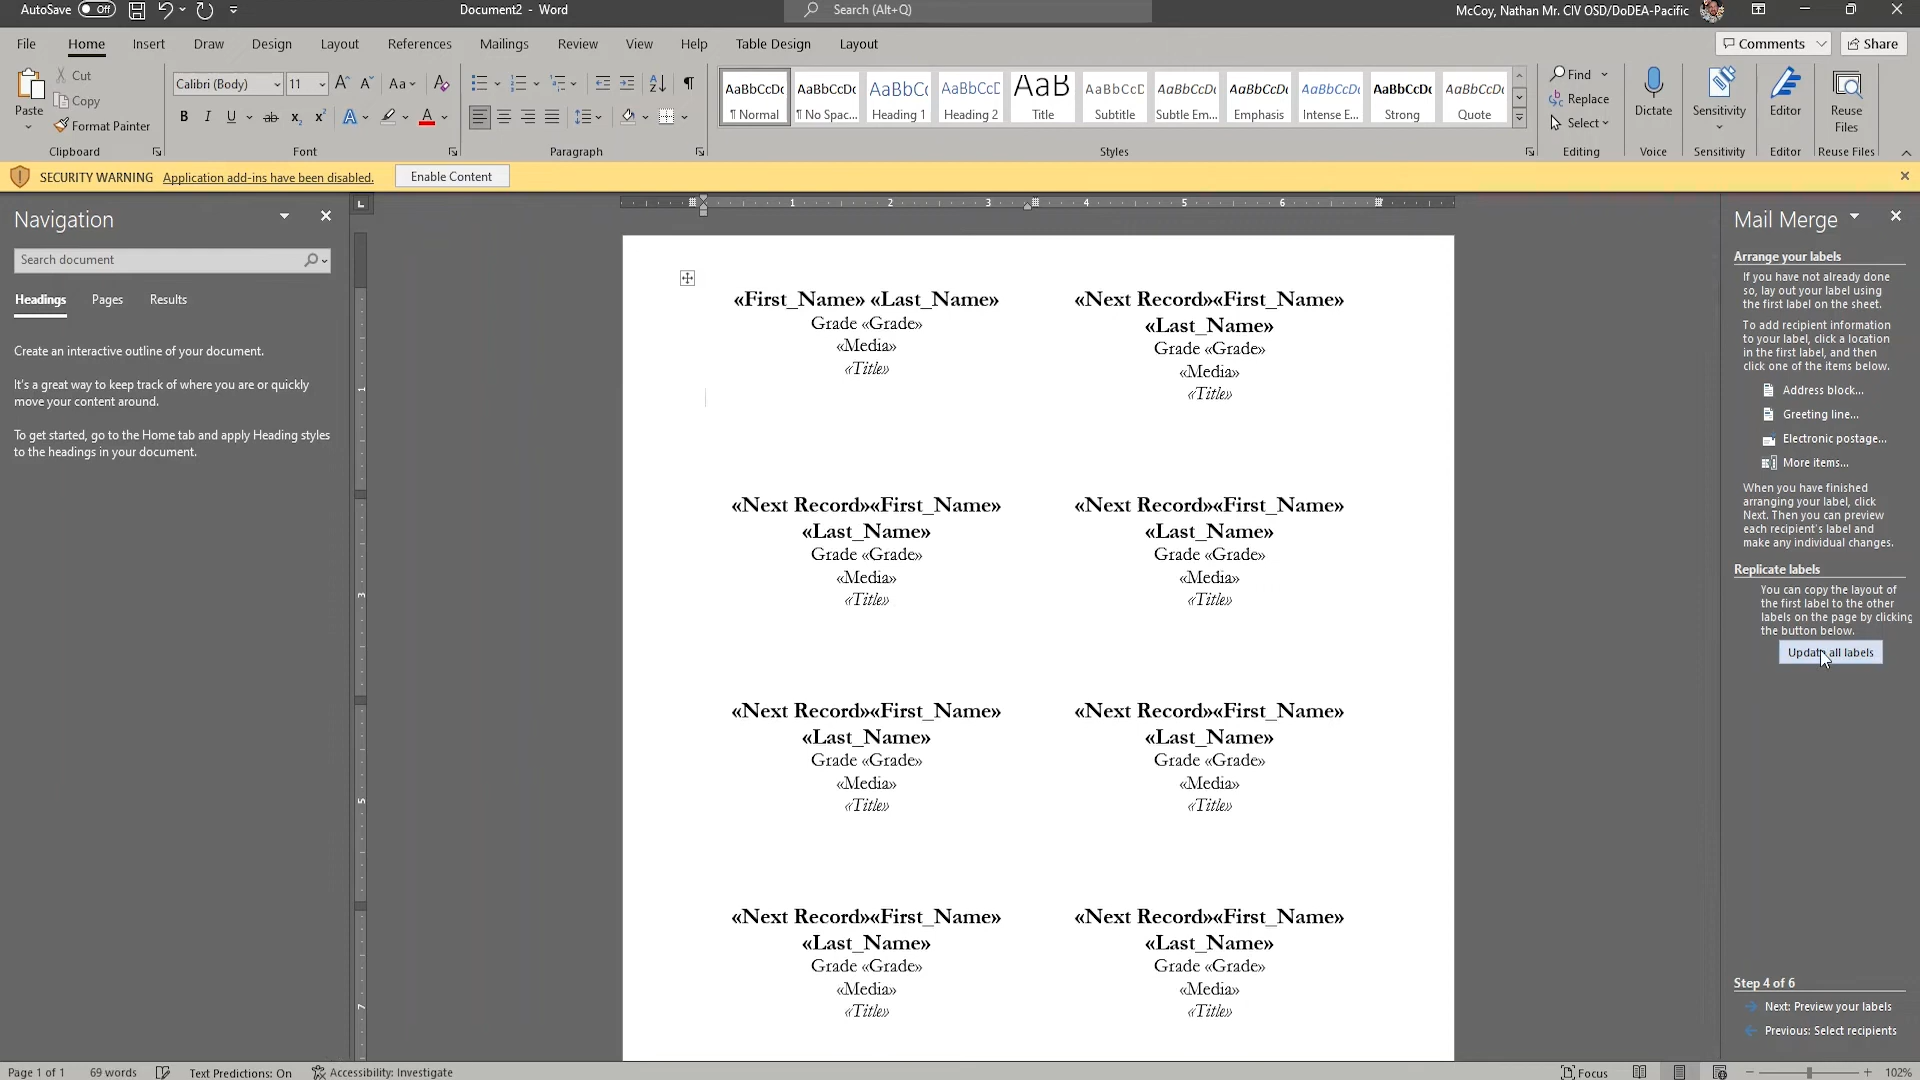 AutoSave Off
Document2 - Word
Search (Alt+Q)
McCoy, Nathan Mr. CIV OSD/DoDEA-Pacific
File Home Insert Draw Design Layout References Mailings Review View Help Table Design Layout
Comments Share
Paste
Cut
Copy
Format Painter
Clipboard
Calibri (Body) 11
Font
Paragraph
AaBbCcDc AaBbCcDc AaBbCc AaBbCcD AaB AaBbCcD AaBbCcDc AaBbCcDc AaBbCcDc AaBbCcDc AaBbCcDc
¶ Normal ¶ No Spac... Heading 1 Heading 2 Title Subtitle Subtle Em... Emphasis Intense E... Strong Quote
Styles
Find
Replace
Select
Editing
Dictate
Voice
Sensitivity
Sensitivity
Editor
Editor
Reuse
Files
Reuse Files
SECURITY WARNING Application add-ins have been disabled. Enable Content
Navigation
Search document
Headings Pages Results
Create an interactive outline of your document.
It's a great way to keep track of where you are or quickly
move your content around.
To get started, go to the Home tab and apply Heading styles
to the headings in your document.
1 2 3 4 5 6
1
3
5
7
«First_Name» «Last_Name»
Grade «Grade»
«Media»
«Title»
«Next Record»«First_Name»
«Last_Name»
Grade «Grade»
«Media»
«Title»
«Next Record»«First_Name»
«Last_Name»
Grade «Grade»
«Media»
«Title»
«Next Record»«First_Name»
«Last_Name»
Grade «Grade»
«Media»
«Title»
«Next Record»«First_Name»
«Last_Name»
Grade «Grade»
«Media»
«Title»
«Next Record»«First_Name»
«Last_Name»
Grade «Grade»
«Media»
«Title»
«Next Record»«First_Name»
«Last_Name»
Grade «Grade»
«Media»
«Title»
«Next Record»«First_Name»
«Last_Name»
Grade «Grade»
«Media»
«Title»
Mail Merge
Arrange your labels
If you have not already done
so, lay out your label using
the first label on the sheet.
To add recipient information
to your label, click a location
in the first label, and then
click one of the items below.
Address block...
Greeting line...
Electronic postage...
More items...
When you have finished
arranging your label, click
Next. Then you can preview
each recipient's label and
make any individual changes.
Replicate labels
You can copy the layout of
the first label to the other
labels on the page by clicking
the button below.
Update all labels
Step 4 of 6
Next: Preview your labels
Previous: Select recipients
Page 1 of 1 69 words Text Predictions: On Accessibility: Investigate
Focus 102%